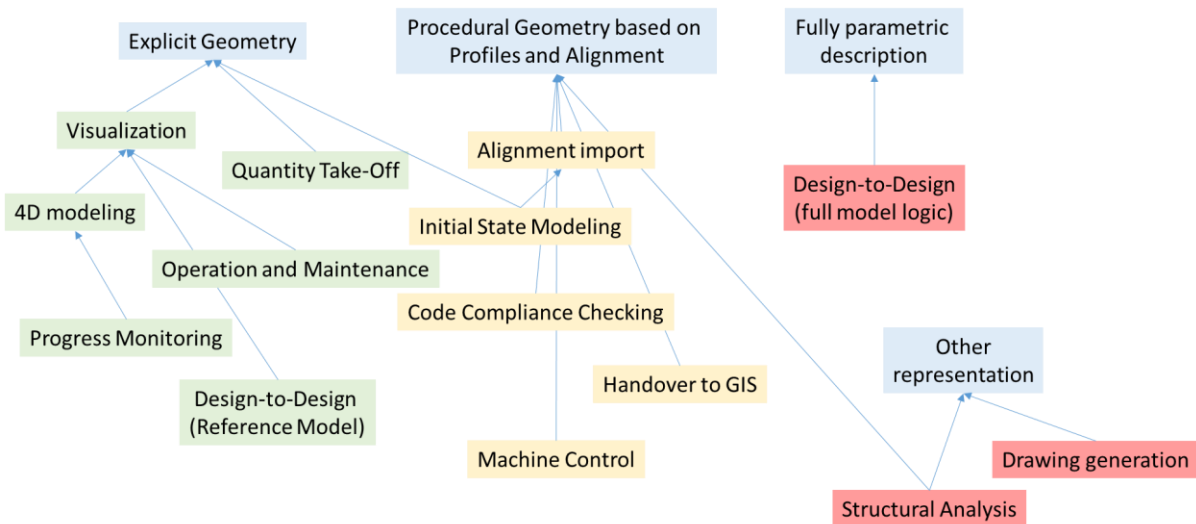 Explicit Geometry
Procedural Geometry based on
Profiles and Alignment
Fully parametric
description
Visualization
Quantity Take-Off
Alignment import
4D modeling
Design-to-Design
(full model logic)
Initial State Modeling
Operation and Maintenance
Code Compliance Checking
Progress Monitoring
Other
representation
Handover to GIS
Design-to-Design
(Reference Model)
Machine Control
Drawing generation
Structural Analysis